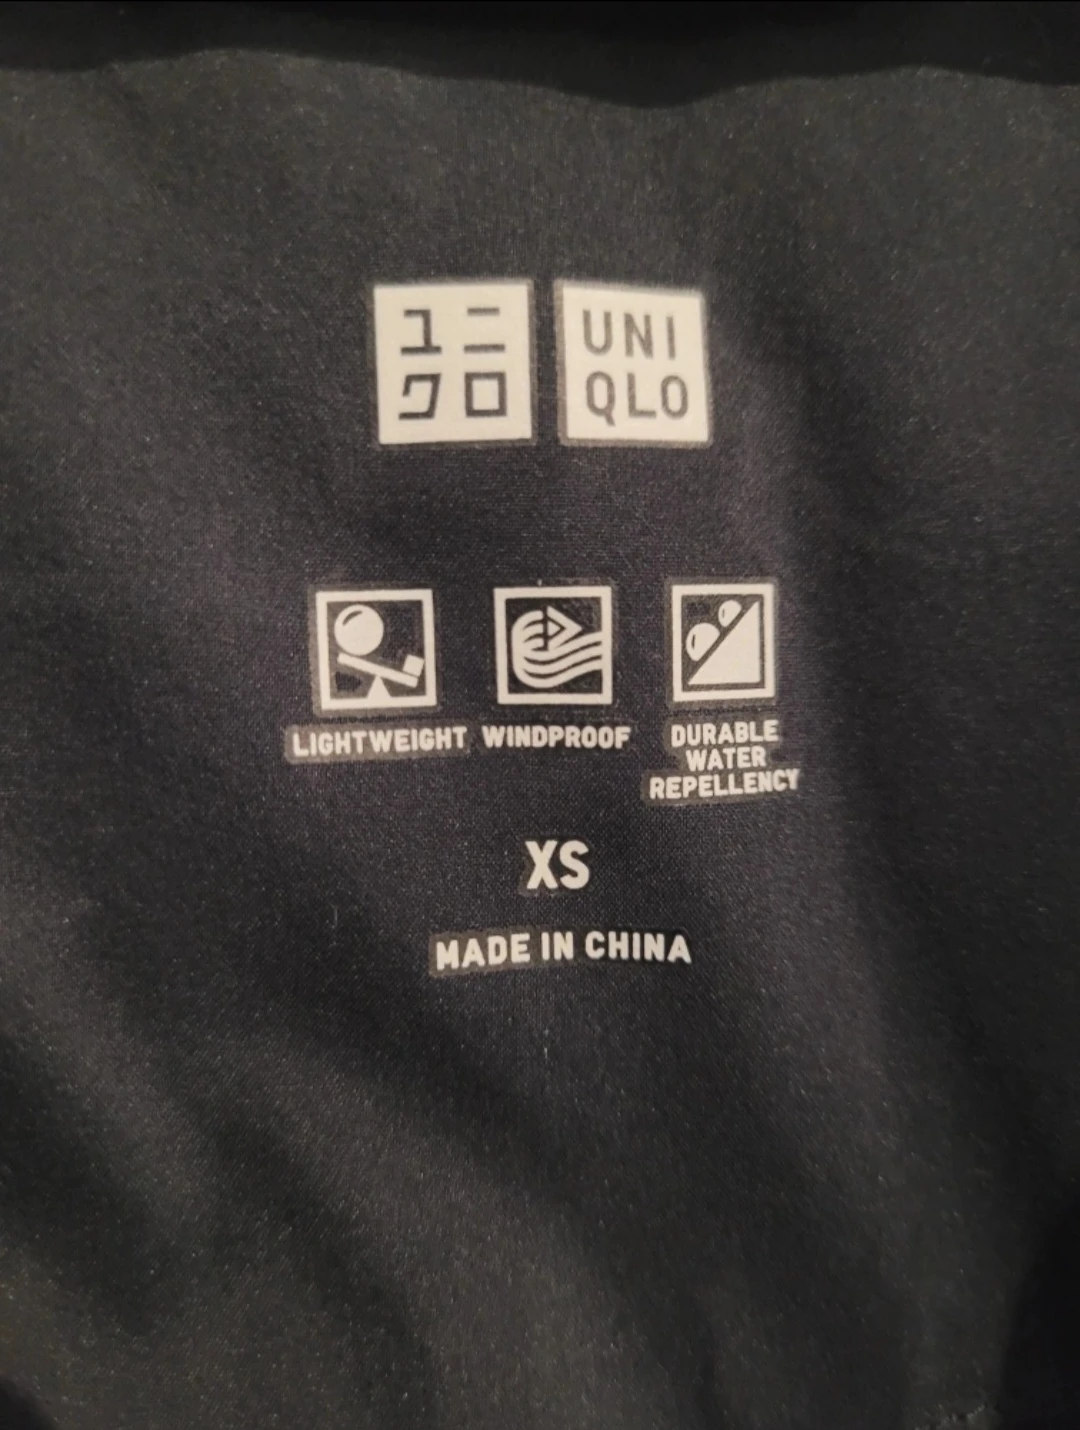 ユニ
クロ
UNI
QLO
LIGHTWEIGHT
WINDPROOF
DURABLE
WATER
REPELLENCY
XS
MADE IN CHINA